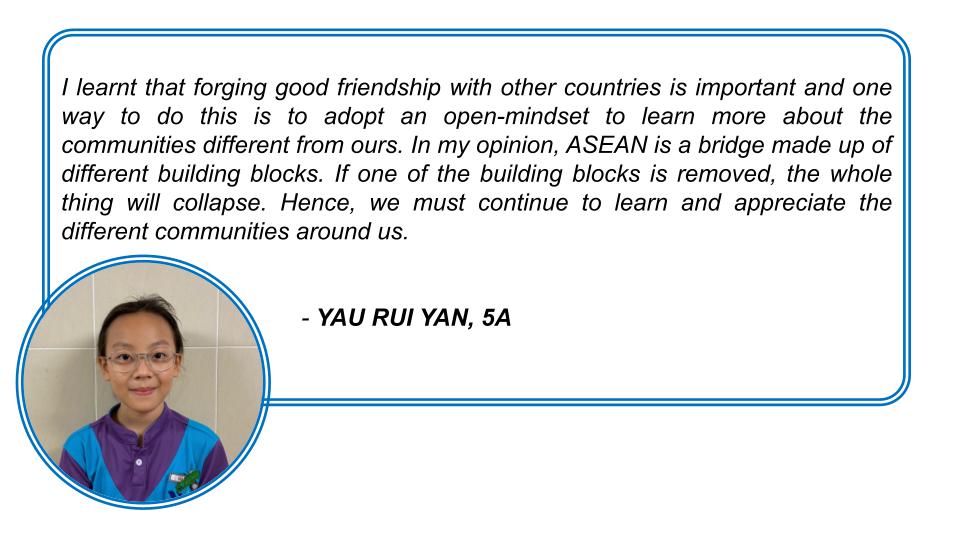 I learnt that forging good friendship with other countries is important and one
way to do this is to adopt an open-mindset to learn more about the
communities different from ours. In my opinion, ASEAN is a bridge made up of
different building blocks. If one of the building blocks is removed, the whole
thing will collapse. Hence, we must continue to learn and appreciate the
different communities around us.
- YAU RUI YAN, 5A